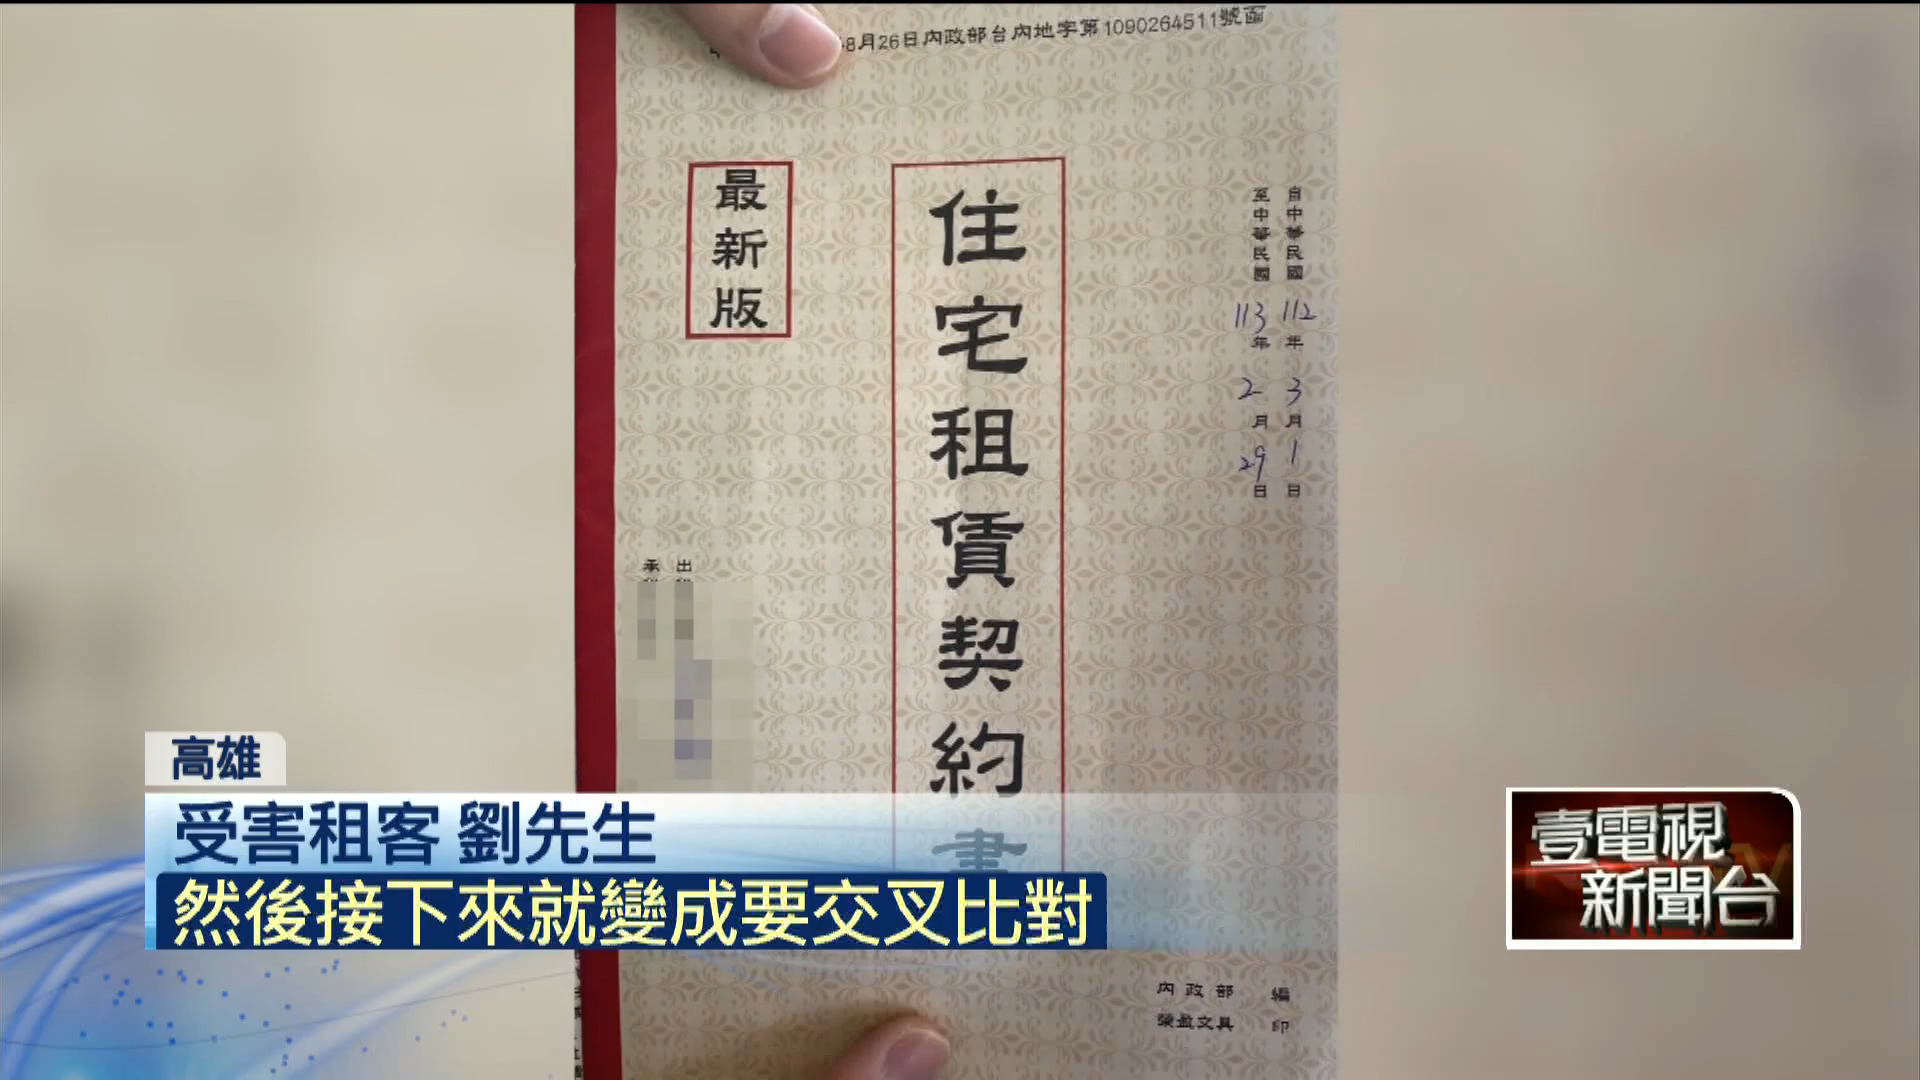 8月26日內政部台內地字第1090264511號函
自中華民國112年3月1日
至中華民國113年2月29日
住宅租賃契約書
最新版
出
承
內政部 編
榮盈文具 印
高雄
受害租客 劉先生
然後接下來就變成要交叉比對
壹電視
新聞台